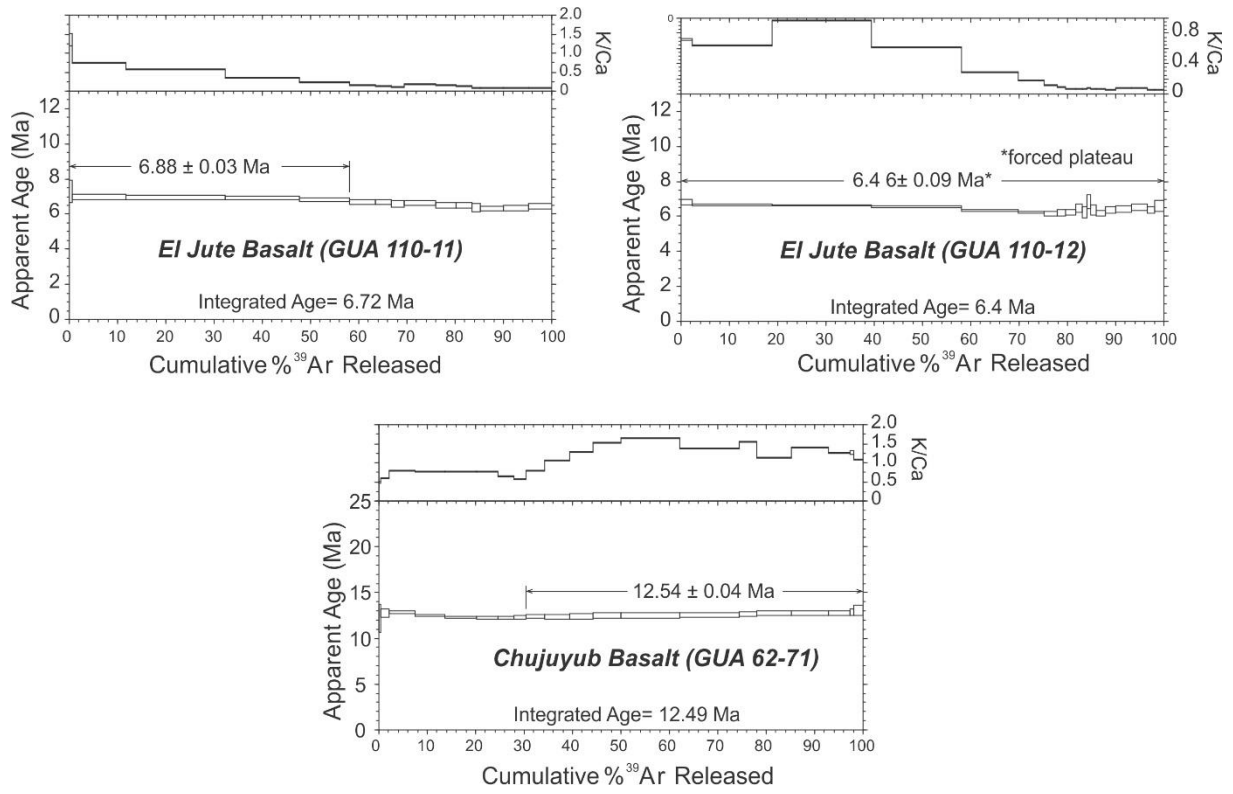 2.0
1.5
1.0
0.5
0
K/Ca
12
10
8
6
4
2
0
Apparent Age (Ma)
6.88 ± 0.03 Ma
El Jute Basalt (GUA 110-11)
Integrated Age= 6.72 Ma
0 10 20 30 40 50 60 70 80 90 100
Cumulative %³⁹Ar Released
0
0.8
0.4
0
K/Ca
12
10
8
6
4
2
0
Apparent Age (Ma)
*forced plateau
6.4 6± 0.09 Ma*
El Jute Basalt (GUA 110-12)
Integrated Age= 6.4 Ma
0 10 20 30 40 50 60 70 80 90 100
Cumulative %³⁹Ar Released
2.0
1.5
1.0
0.5
0
K/Ca
25
20
15
10
5
0
Apparent Age (Ma)
12.54 ± 0.04 Ma
Chujuyub Basalt (GUA 62-71)
Integrated Age= 12.49 Ma
0 10 20 30 40 50 60 70 80 90 100
Cumulative %³⁹Ar Released